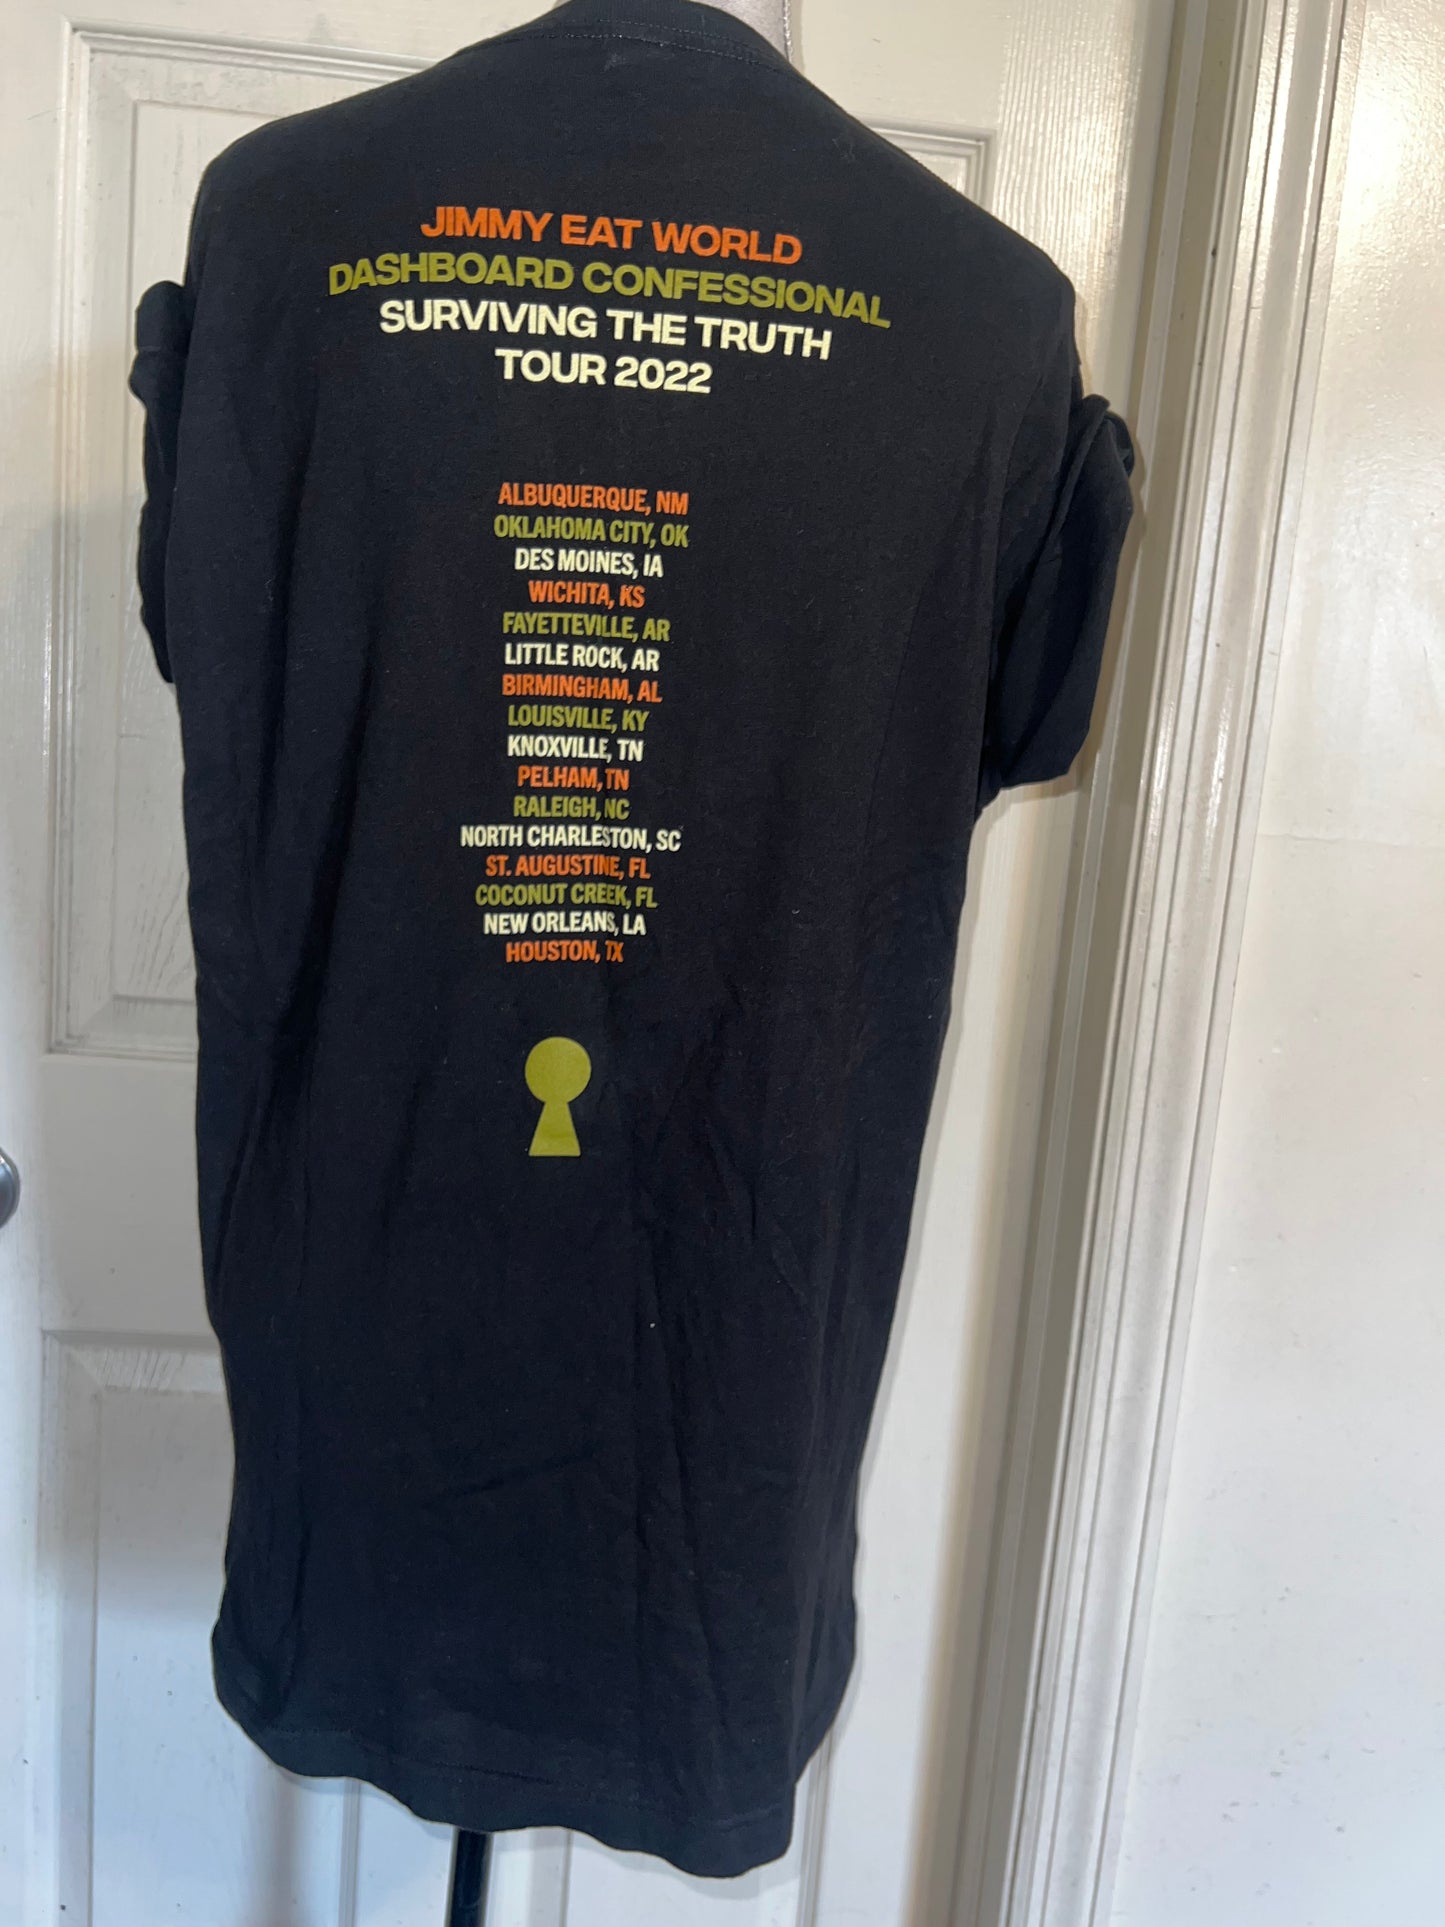 JIMMY EAT WORLD
DASHBOARD CONFESSIONAL
SURVIVING THE TRUTH
TOUR 2022
ALBUQUERQUE, NM
OKLAHOMA CITY, OK
DES MOINES, IA
WICHITA, KS
FAYETTEVILLE, AR
LITTLE ROCK, AR
BIRMINGHAM, AL
LOUISVILLE, KY
KNOXVILLE, TN
PELHAM, TN
RALEIGH, NC
NORTH CHARLESTON, SC
ST. AUGUSTINE, FL
COCONUT CREEK, FL
NEW ORLEANS, LA
HOUSTON, TX